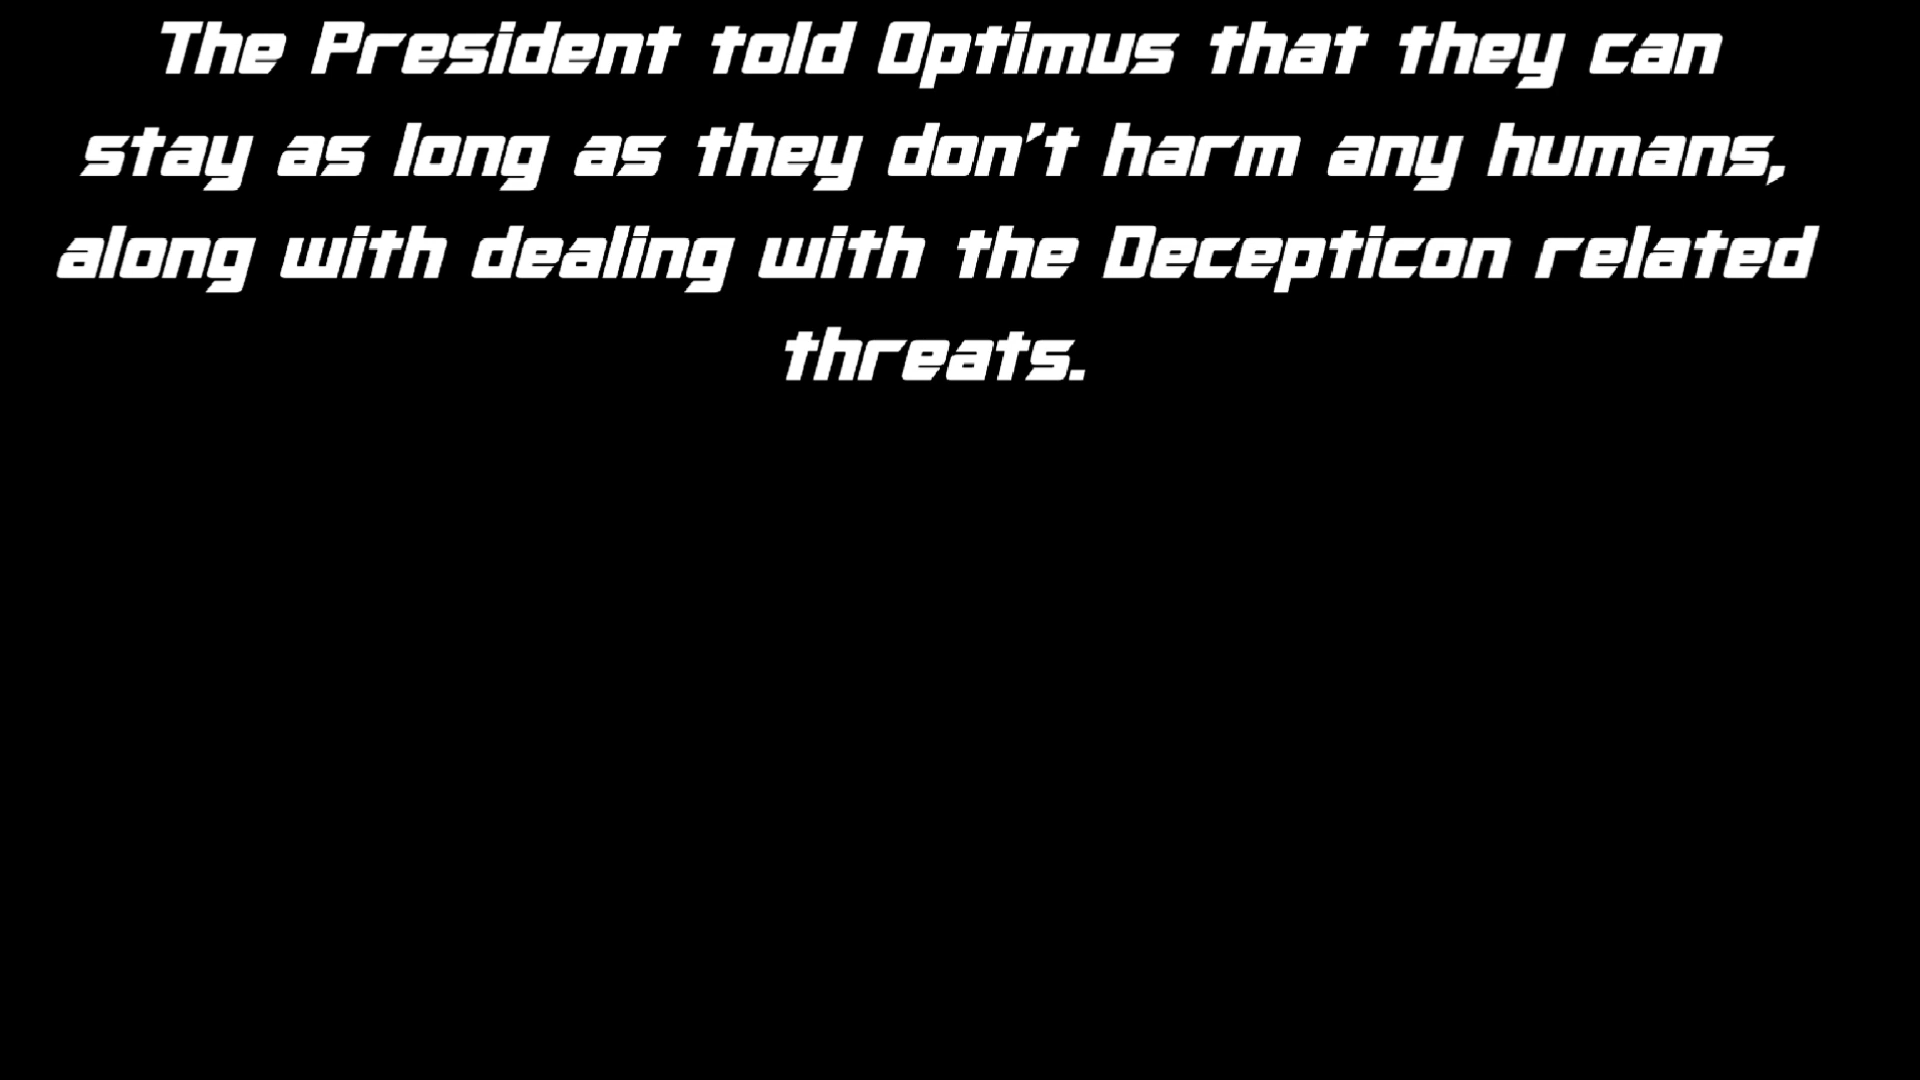 The President told Optimus that they can
stay as long as they don't harm any humans,
along with dealing with the Decepticon related
threats.